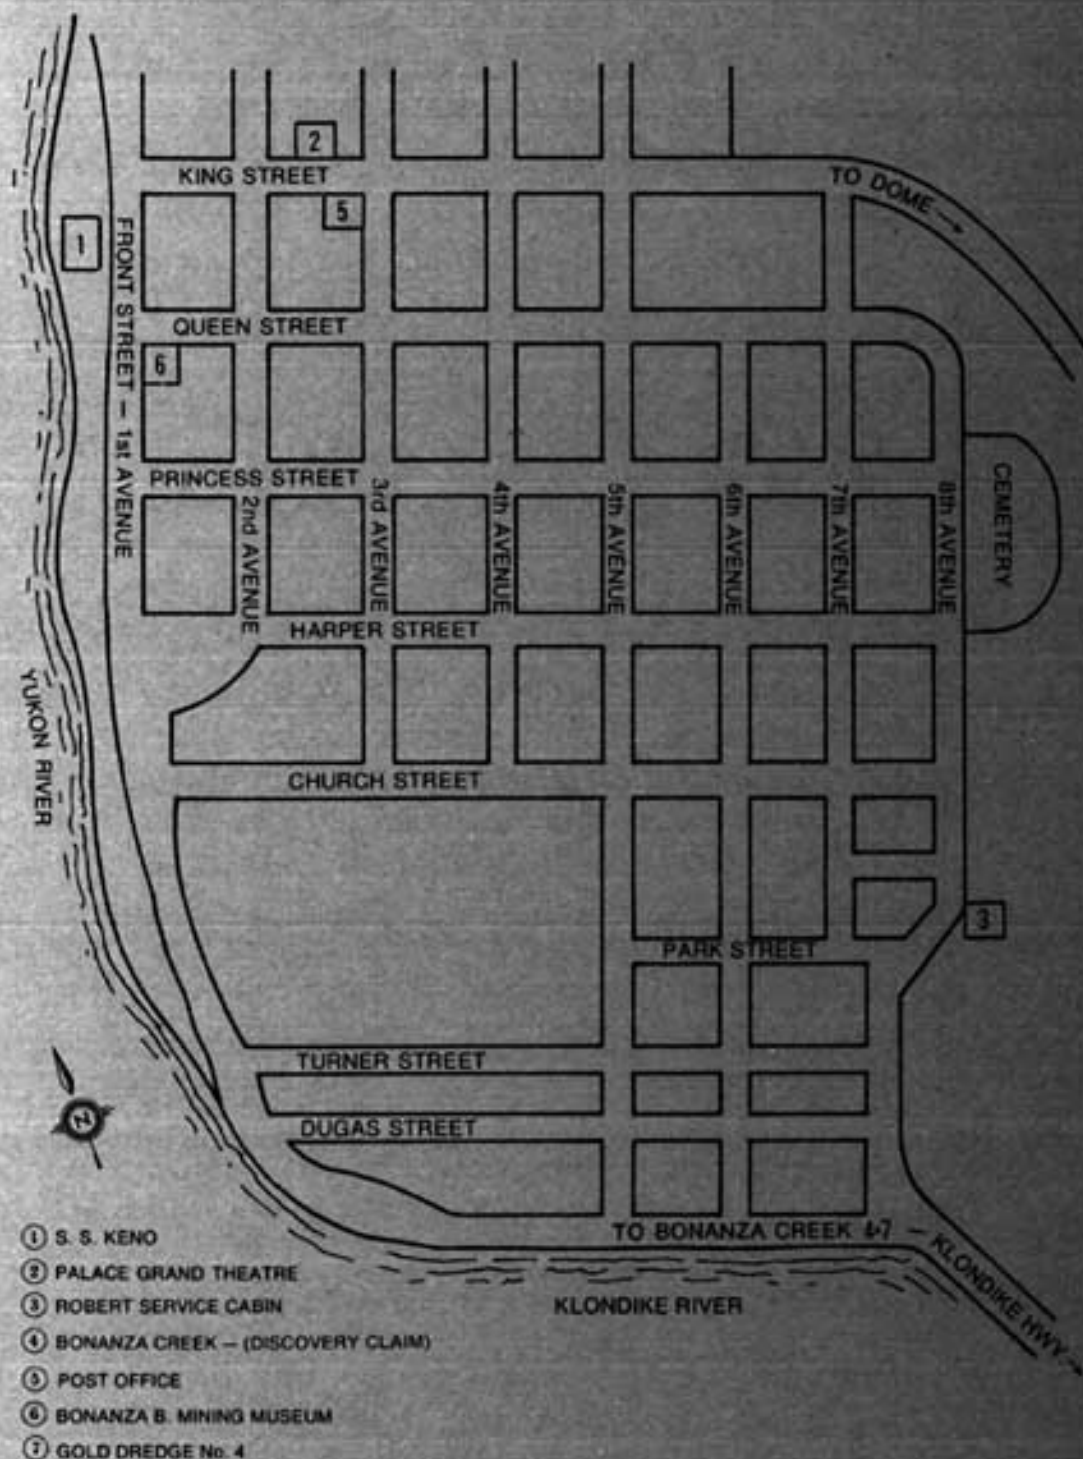 2
KING STREET
TO DOME →
5
1
FRONT STREET — 1st AVENUE
QUEEN STREET
6
PRINCESS STREET
2nd AVENUE
3rd AVENUE
4th AVENUE
5th AVENUE
6th AVENUE
7th AVENUE
8th AVENUE
CEMETERY
HARPER STREET
YUKON RIVER
CHURCH STREET
3
PARK STREET
TURNER STREET
DUGAS STREET
N
TO BONANZA CREEK 4-7 — KLONDIKE HWY. →
KLONDIKE RIVER
1 S. S. KENO
2 PALACE GRAND THEATRE
3 ROBERT SERVICE CABIN
4 BONANZA CREEK — (DISCOVERY CLAIM)
5 POST OFFICE
6 BONANZA B. MINING MUSEUM
7 GOLD DREDGE No. 4